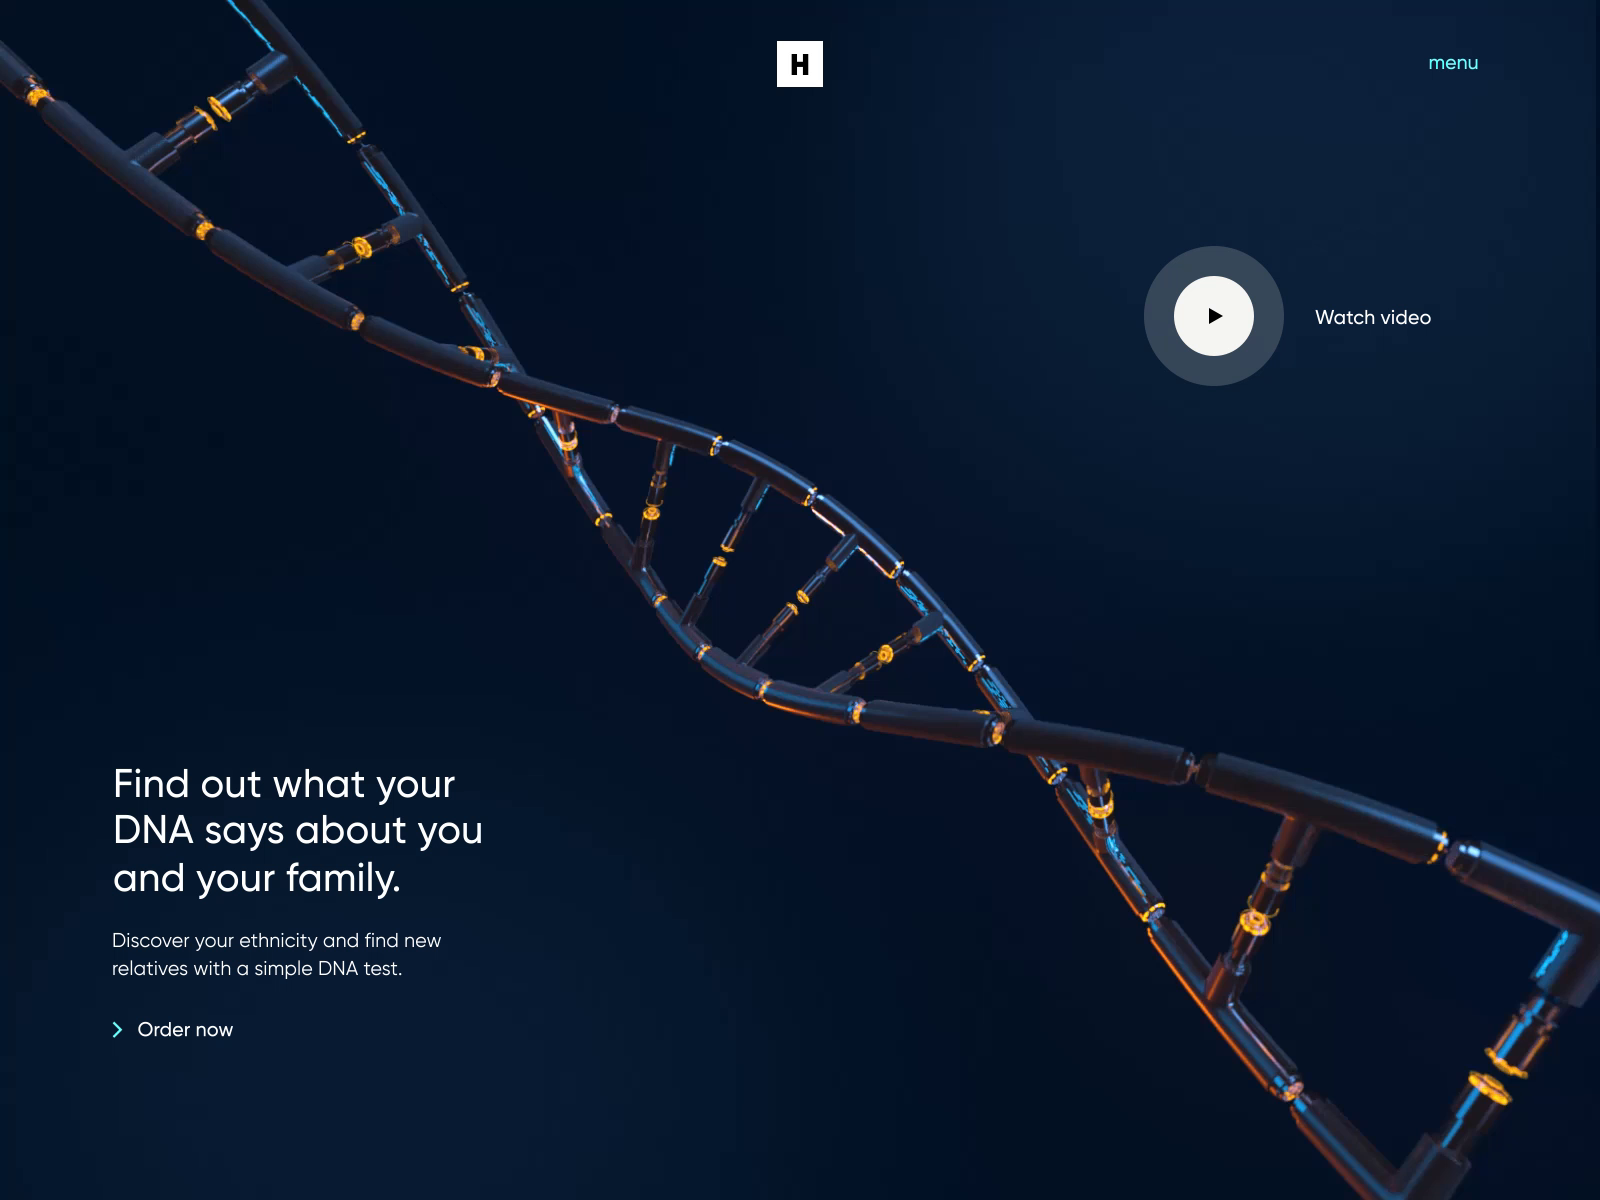 H
menu
Watch video
Find out what your
DNA says about you
and your family.
Discover your ethnicity and find new
relatives with a simple DNA test.
Order now